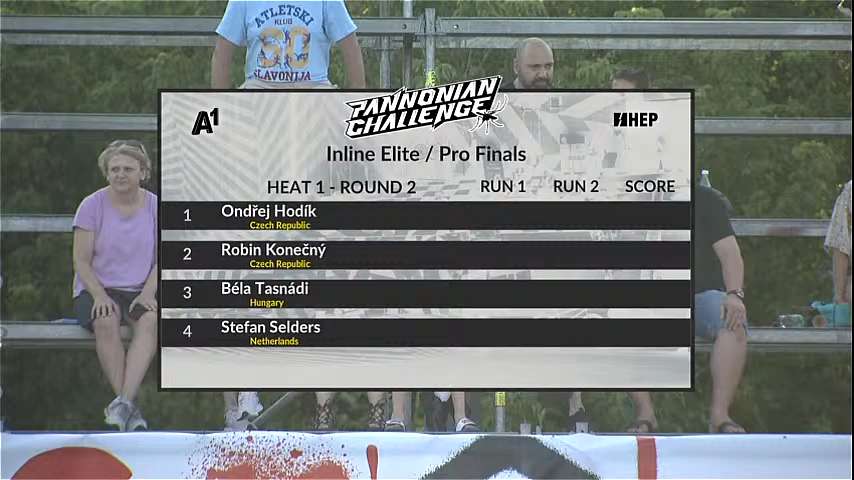 ATLETSKI
KLUB
SLAVONIJA
A1
PANNONIAN
CHALLENGE
HEP
Inline Elite / Pro Finals
HEAT 1 - ROUND 2 RUN 1 RUN 2 SCORE
1 Ondřej Hodík
Czech Republic
2 Robin Konečný
Czech Republic
3 Béla Tasnádi
Hungary
4 Stefan Selders
Netherlands